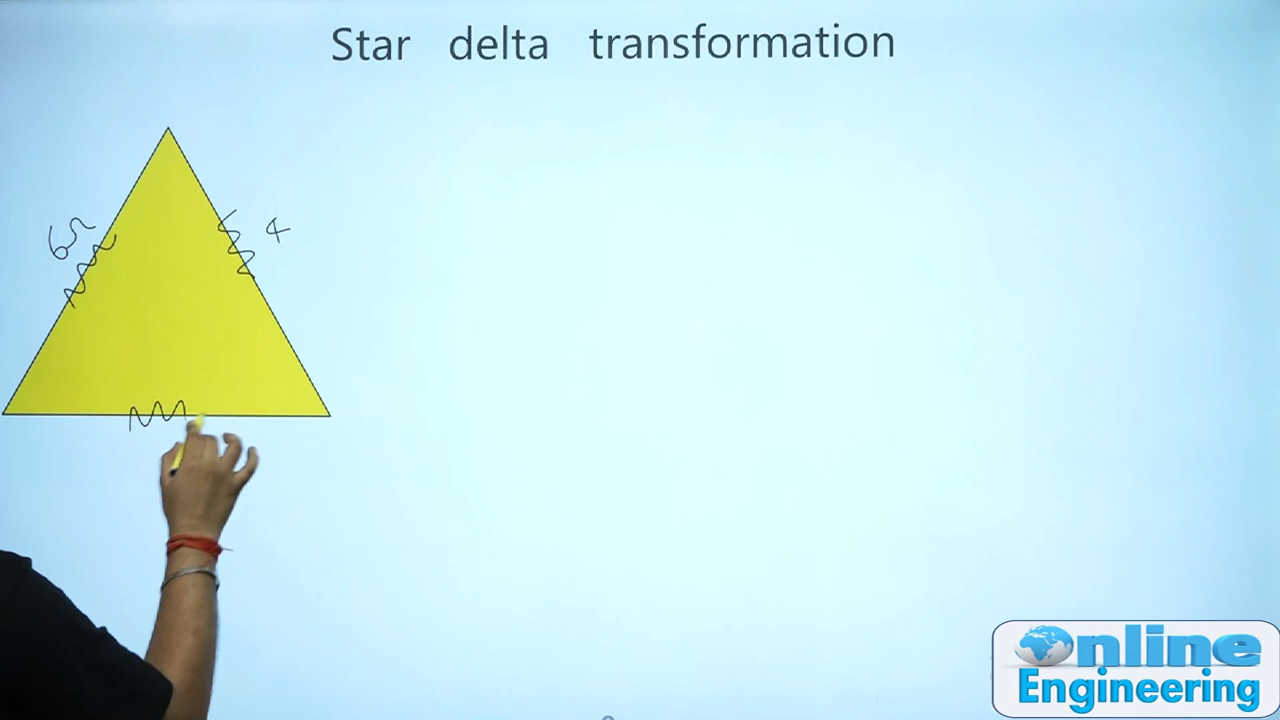 Star delta transformation
6Ω
4
Online
Engineering